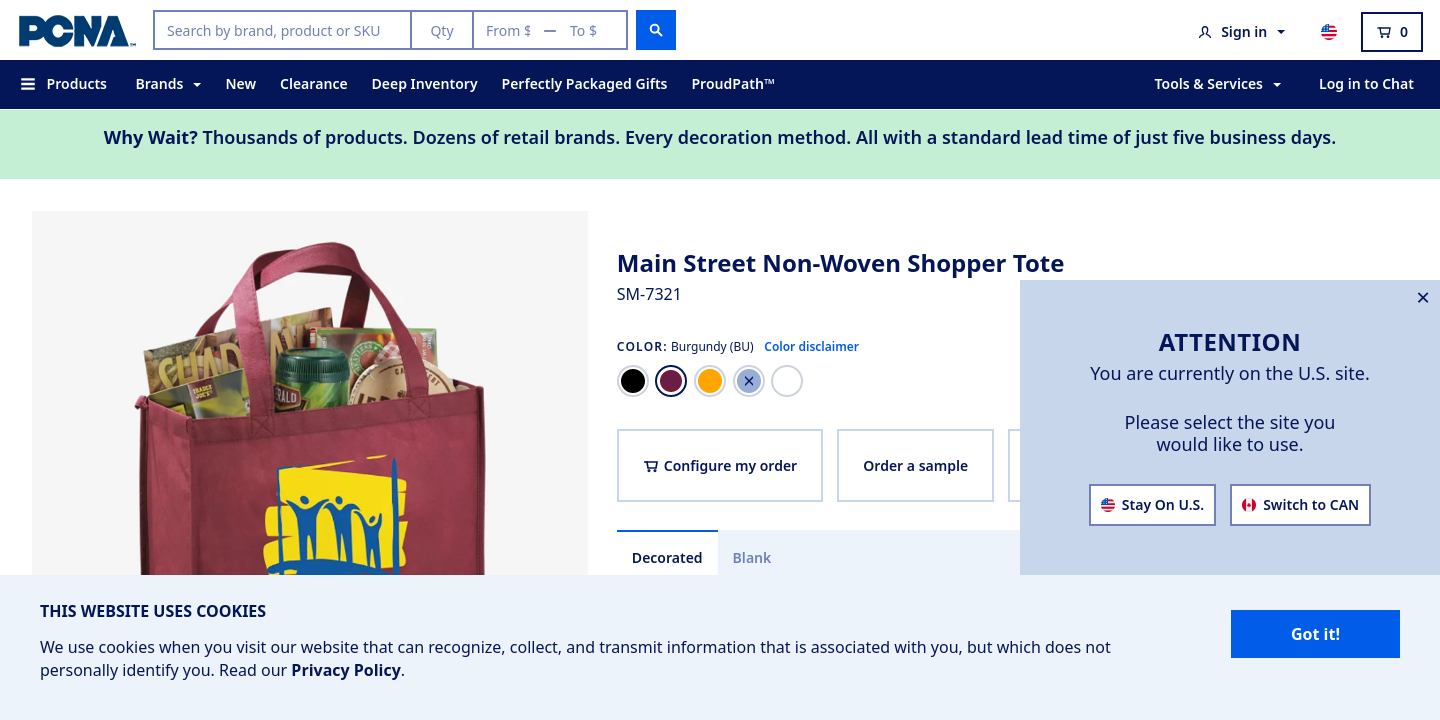 PCNA
Search by brand, product or SKU
Qty
From $
To $
Sign in
0
Products
Brands
New
Clearance
Deep Inventory
Perfectly Packaged Gifts
ProudPath™
Tools & Services
Log in to Chat
Why Wait? Thousands of products. Dozens of retail brands. Every decoration method. All with a standard lead time of just five business days.
Main Street Non-Woven Shopper Tote
SM-7321
COLOR: Burgundy (BU) Color disclaimer
Configure my order
Order a sample
Decorated
Blank
ATTENTION
You are currently on the U.S. site.
Please select the site you
would like to use.
Stay On U.S.
Switch to CAN
THIS WEBSITE USES COOKIES
We use cookies when you visit our website that can recognize, collect, and transmit information that is associated with you, but which does not
personally identify you. Read our Privacy Policy.
Got it!